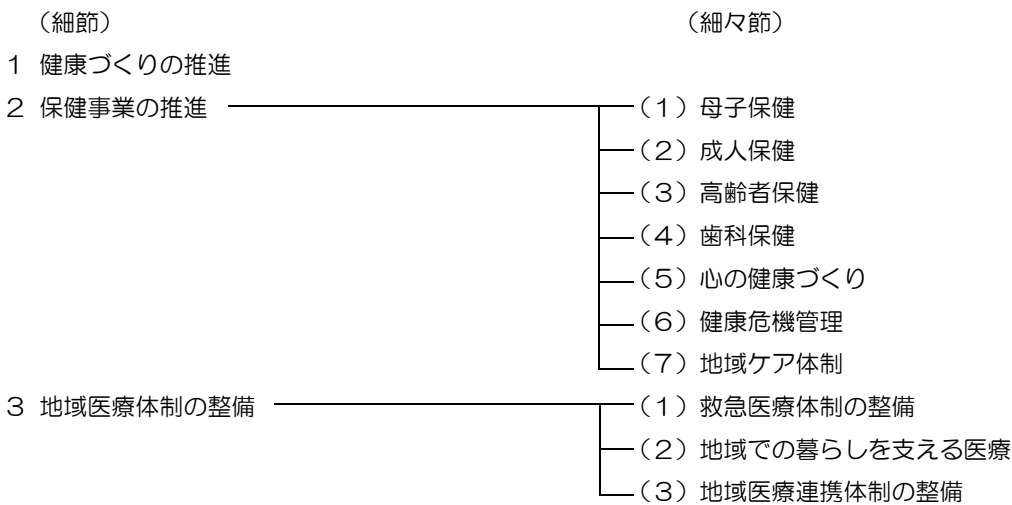 （細節） （細々節）
１ 健康づくりの推進
２ 保健事業の推進 （１）母子保健
（２）成人保健
（３）高齢者保健
（４）歯科保健
（５）心の健康づくり
（６）健康危機管理
（７）地域ケア体制
３ 地域医療体制の整備 （１）救急医療体制の整備
（２）地域での暮らしを支える医療
（３）地域医療連携体制の整備